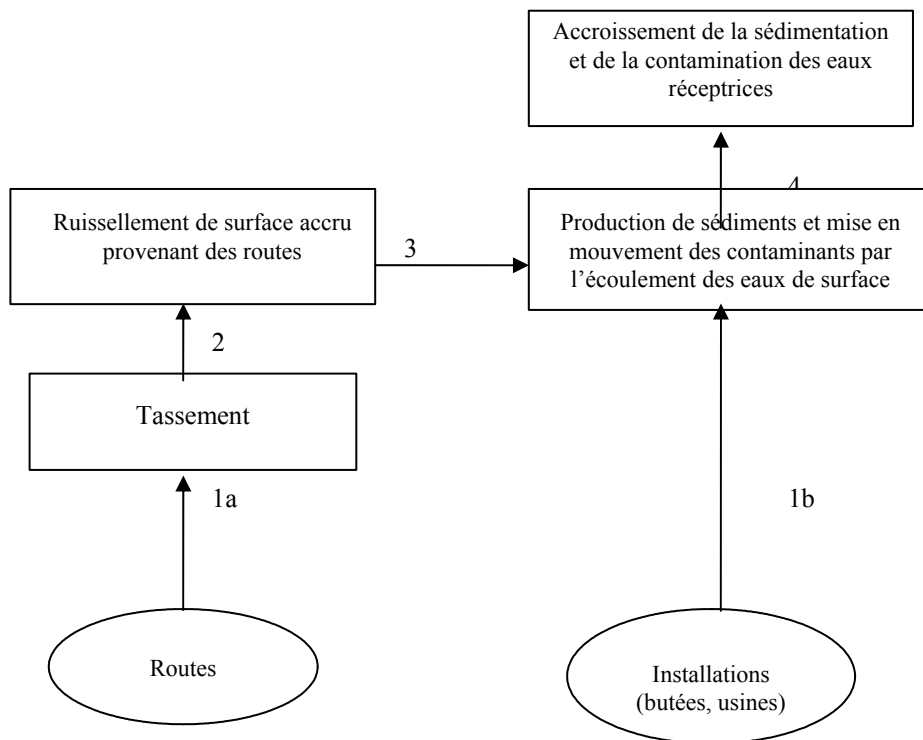 Accroissement de la sédimentation
et de la contamination des eaux
réceptrices
4
Ruissellement de surface accru
provenant des routes
3
Production de sédiments et mise en
mouvement des contaminants par
l’écoulement des eaux de surface
2
Tassement
1a
1b
Routes
Installations
(butées, usines)